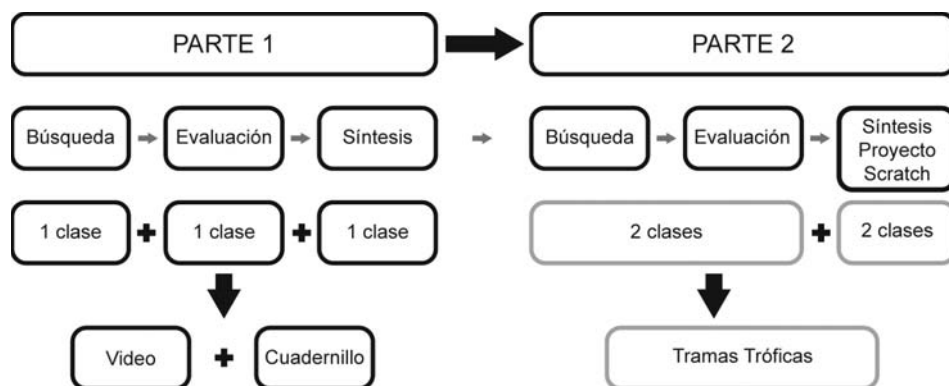 PARTE 1
PARTE 2
Búsqueda
Evaluación
Síntesis
Búsqueda
Evaluación
Síntesis
Proyecto
Scratch
1 clase
1 clase
1 clase
2 clases
2 clases
Video
Cuadernillo
Tramas Tróficas